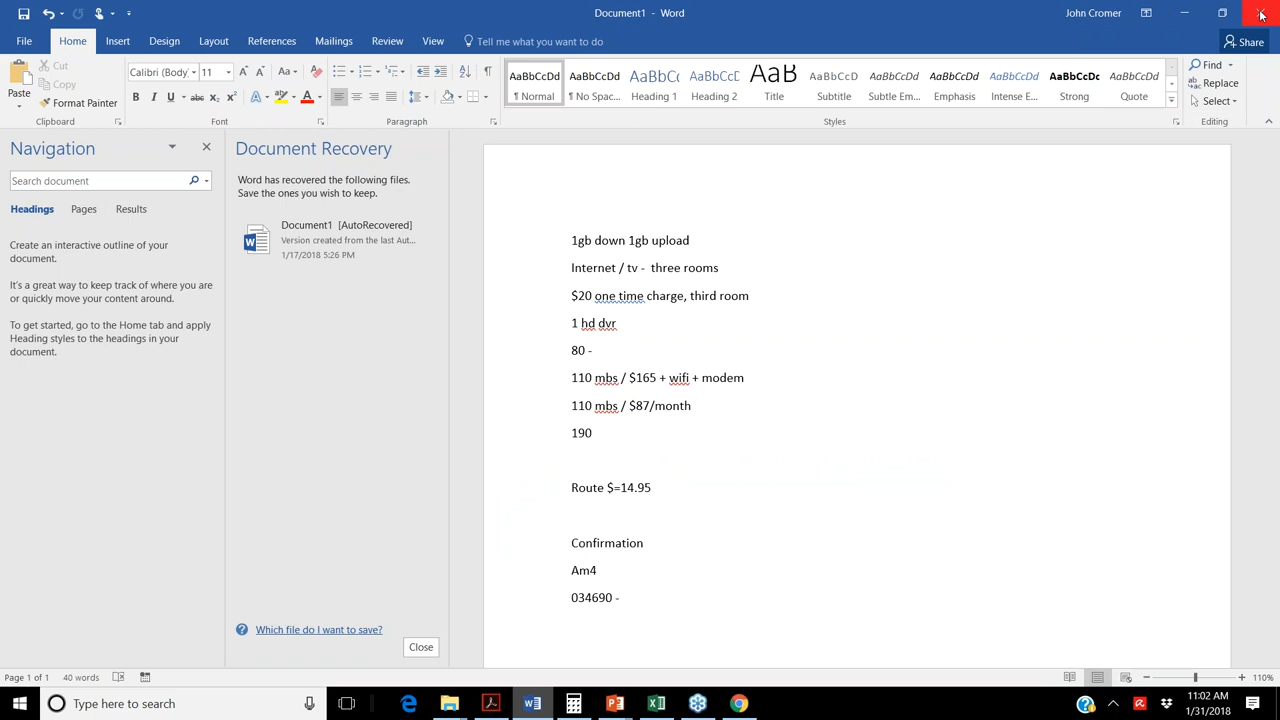 Document1 - Word
John Cromer
File Home Insert Design Layout References Mailings Review View Tell me what you want to do
Share
Paste
Cut
Copy
Format Painter
Clipboard
Calibri (Body) 11
Font
Paragraph
AaBbCcDd AaBbCcDd AaBbCc AaBbCcD AaB AaBbCcD AaBbCcDd AaBbCcDd AaBbCcDd AaBbCcDc AaBbCcDd
¶ Normal ¶ No Spac... Heading 1 Heading 2 Title Subtitle Subtle Em... Emphasis Intense E... Strong Quote
Styles
Find
Replace
Select
Editing
Navigation
Search document
Headings Pages Results
Create an interactive outline of your
document.
It's a great way to keep track of where you are
or quickly move your content around.
To get started, go to the Home tab and apply
Heading styles to the headings in your
document.
Document Recovery
Word has recovered the following files.
Save the ones you wish to keep.
Document1 [AutoRecovered]
Version created from the last Aut...
1/17/2018 5:26 PM
Which file do I want to save?
Close
1gb down 1gb upload
Internet / tv - three rooms
$20 one time charge, third room
1 hd dvr
80 -
110 mbs / $165 + wifi + modem
110 mbs / $87/month
190
Route $=14.95
Confirmation
Am4
034690 -
Page 1 of 1 40 words
110%
Type here to search
11:02 AM
1/31/2018